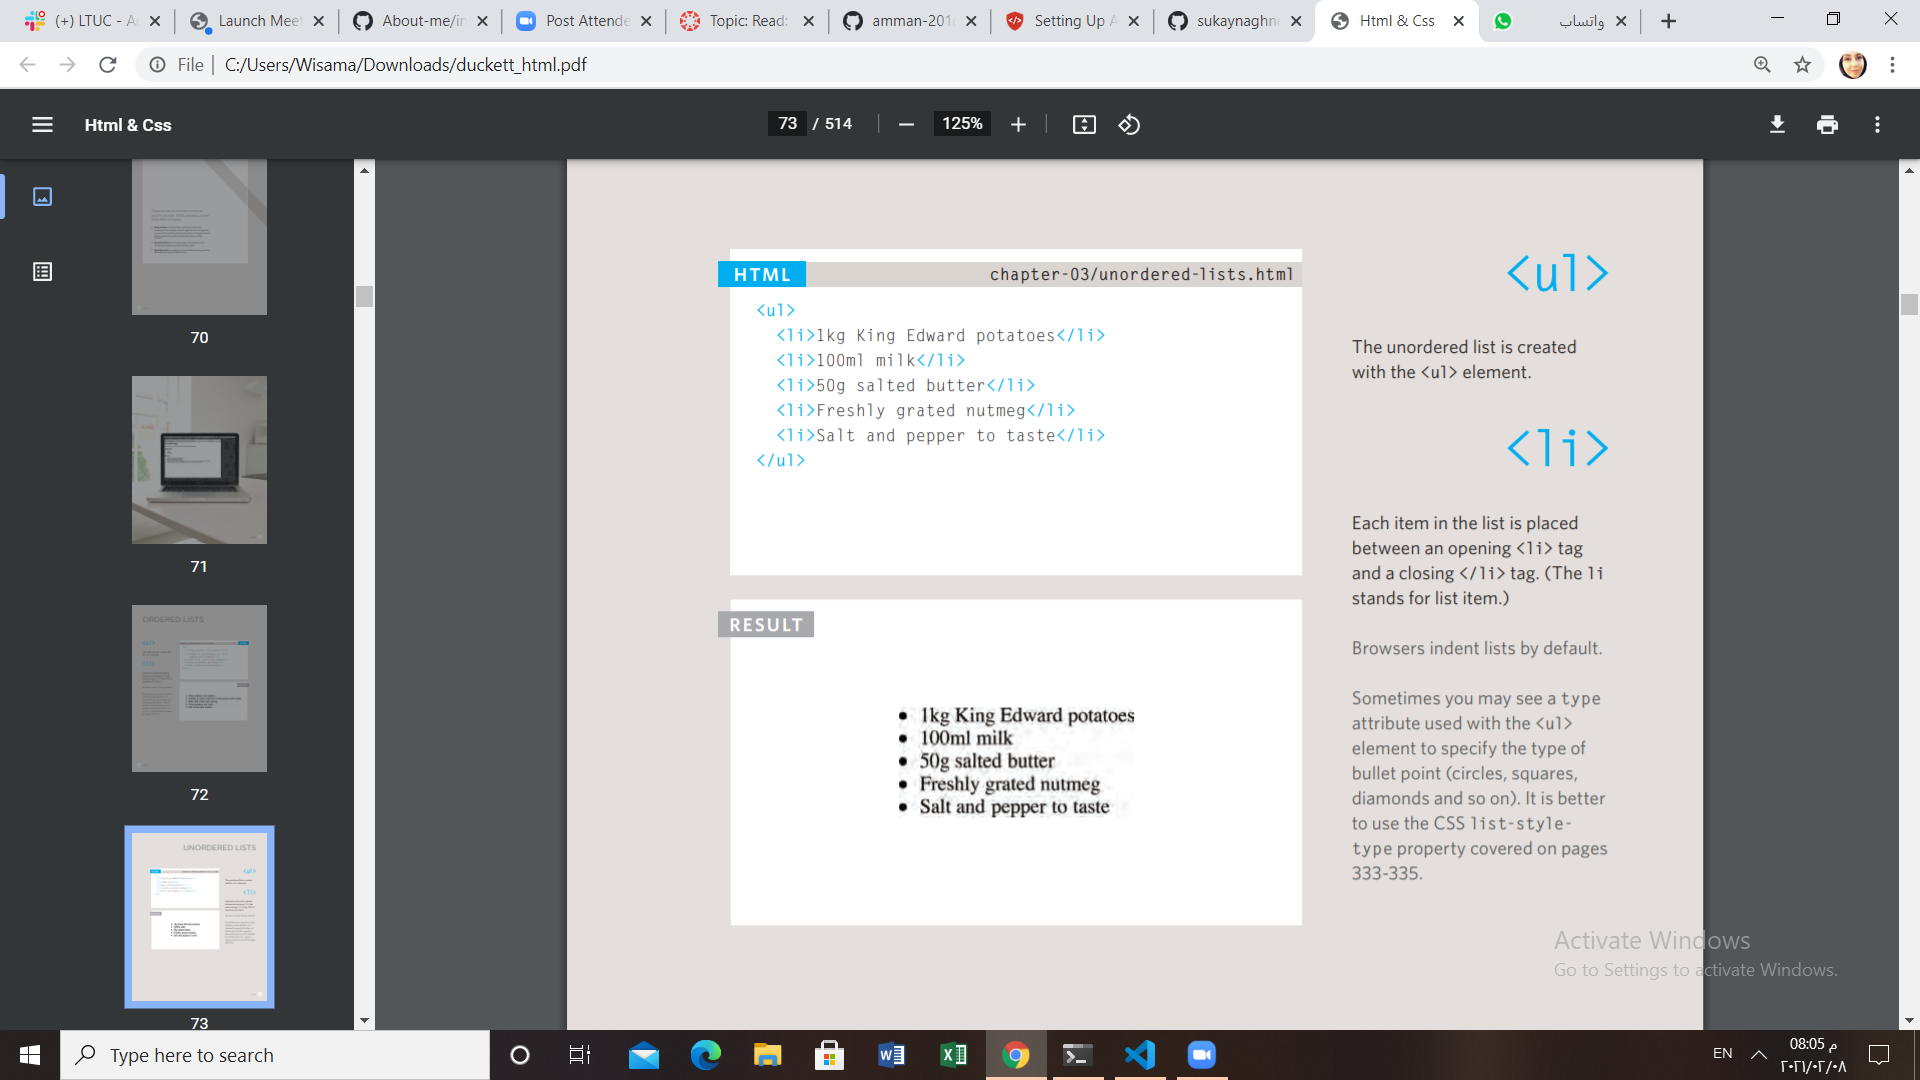 (+) LTUC - A
Launch Mee
About-me/in
Post Attende
Topic: Read:
amman-201
Setting Up A
sukaynaghn
Html & Css
واتساب
File | C:/Users/Wisama/Downloads/duckett_html.pdf
Html & Css
73 / 514
125%
70
71
ORDERED LISTS
72
UNORDERED LISTS
73
HTML
chapter-03/unordered-lists.html
<ul>
<li>1kg King Edward potatoes</li>
<li>100ml milk</li>
<li>50g salted butter</li>
<li>Freshly grated nutmeg</li>
<li>Salt and pepper to taste</li>
</ul>
RESULT
• 1kg King Edward potatoes
• 100ml milk
• 50g salted butter
• Freshly grated nutmeg
• Salt and pepper to taste
<ul>
The unordered list is created
with the <ul> element.
<li>
Each item in the list is placed
between an opening <li> tag
and a closing </li> tag. (The li
stands for list item.)
Browsers indent lists by default.
Sometimes you may see a type
attribute used with the <ul>
element to specify the type of
bullet point (circles, squares,
diamonds and so on). It is better
to use the CSS list-style-
type property covered on pages
333-335.
Activate Windows
Go to Settings to activate Windows.
Type here to search
EN
08:05 م
٢٠٢١/٠٢/٠٨